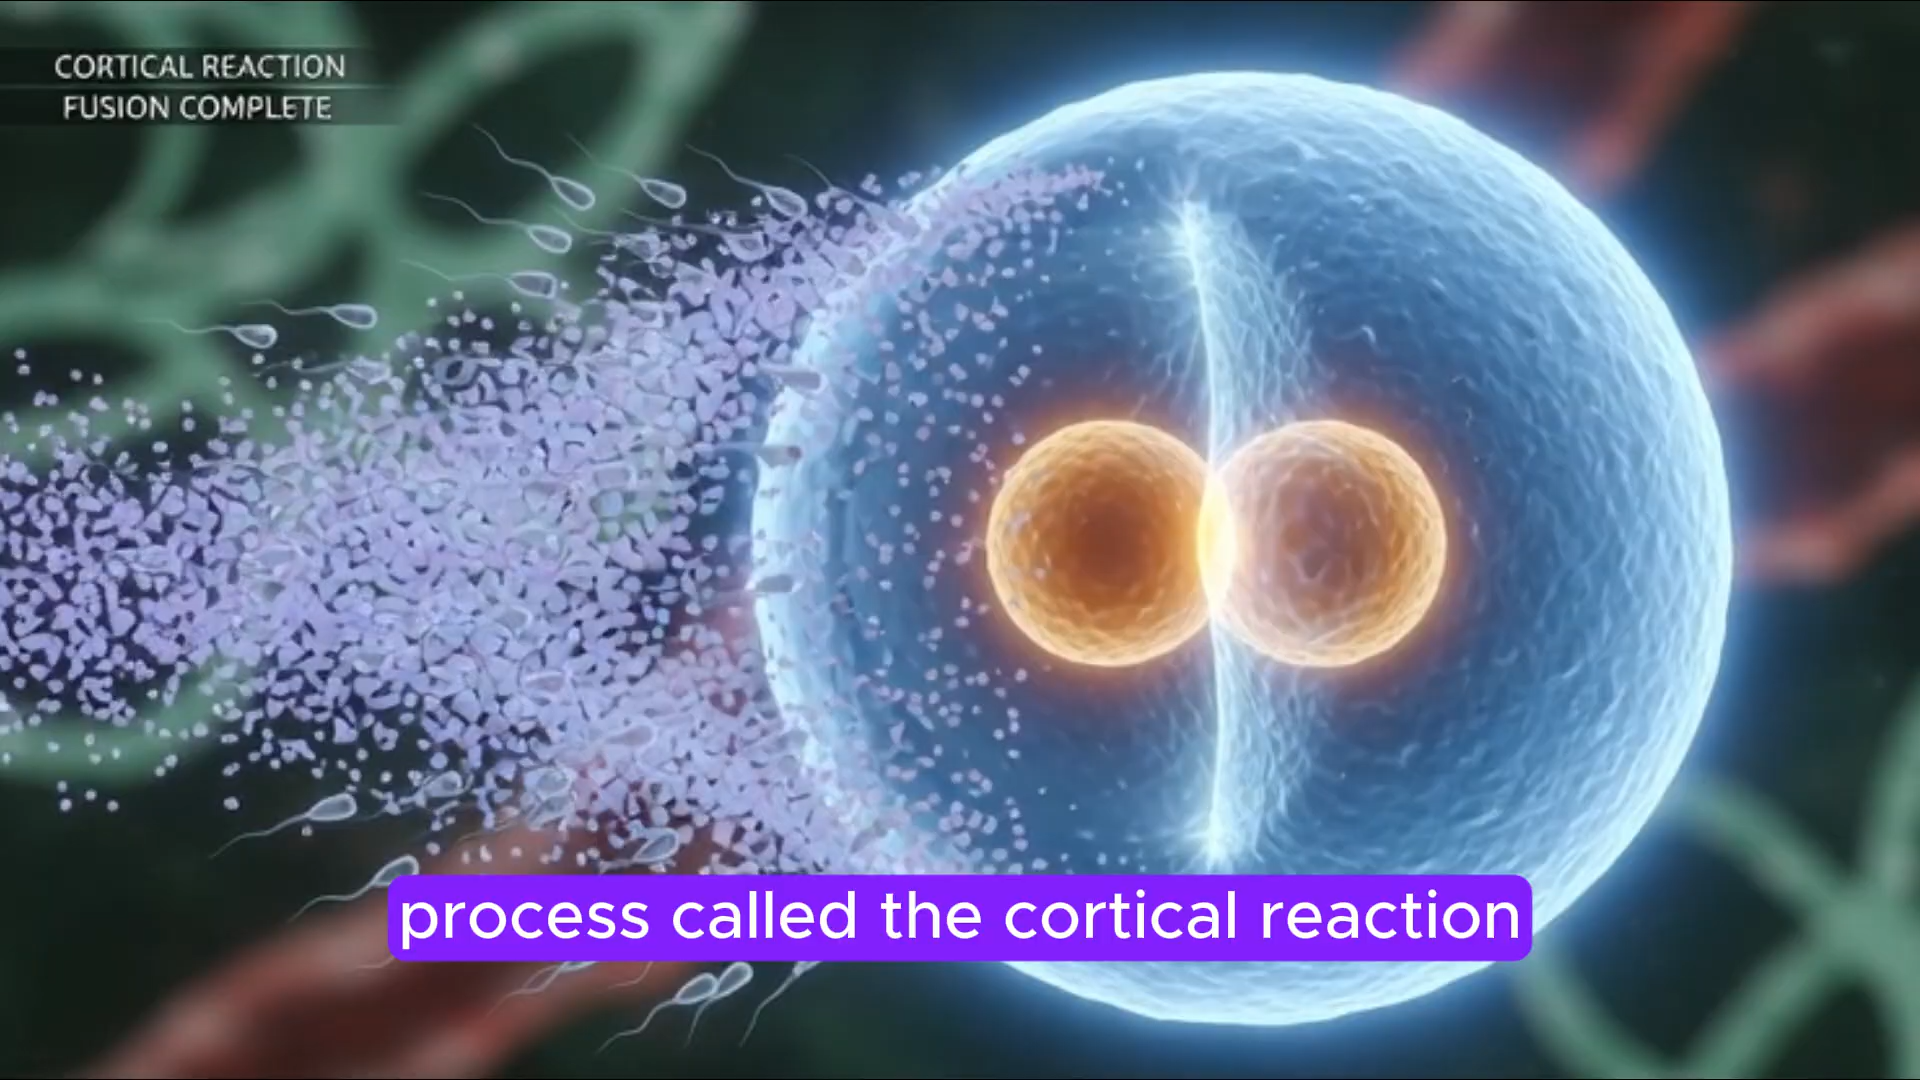 CORTICAL REACTION
FUSION COMPLETE
process called the cortical reaction